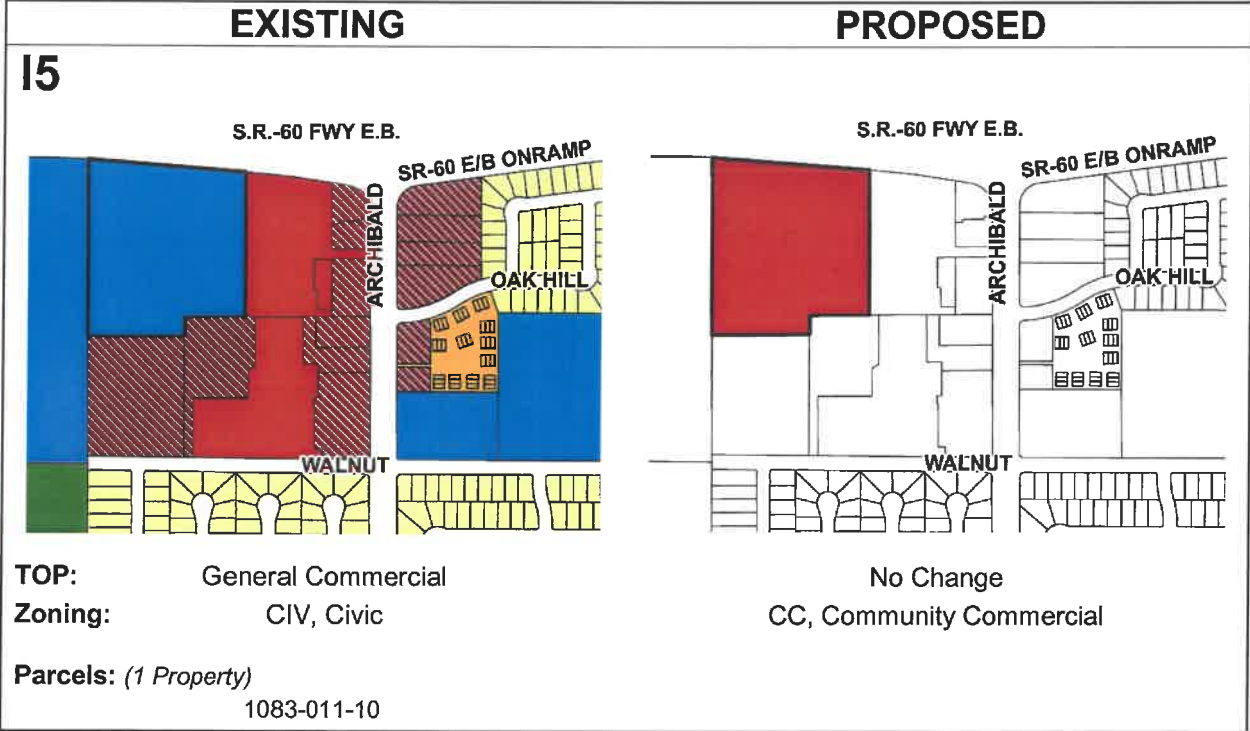 EXISTING
PROPOSED
I5
S.R.-60 FWY E.B.
SR-60 E/B ONRAMP
ARCHIBALD
OAK HILL
WALNUT
S.R.-60 FWY E.B.
SR-60 E/B ONRAMP
ARCHIBALD
OAK HILL
WALNUT
TOP: General Commercial
No Change
Zoning: CIV, Civic
CC, Community Commercial
Parcels: (1 Property)
1083-011-10